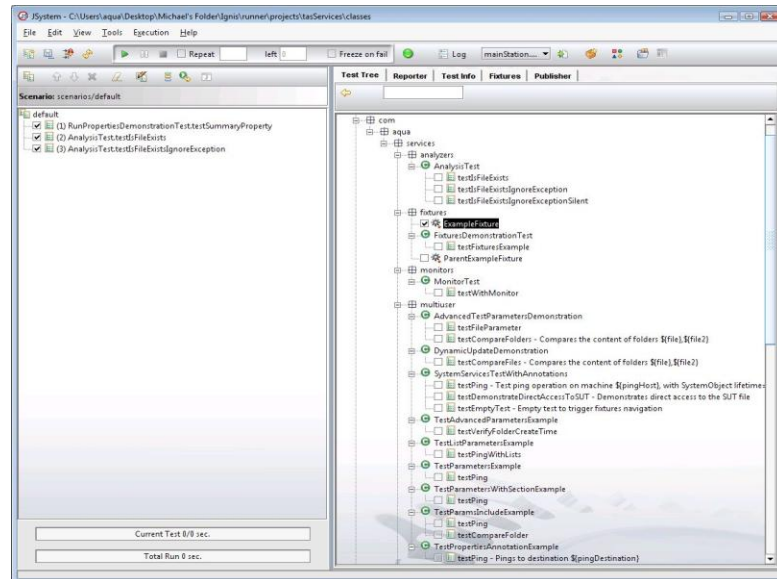 JSystem - C:\Users\aqua\Desktop\Michael's Folder\Ignis\runner\projects\tasServices\classes
File Edit View Tools Execution Help
Repeat left 0 Freeze on fail Log mainStation....
Scenario: scenarios/default
default
(1) RunPropertiesDemonstrationTest.testSummaryProperty
(2) AnalysisTest.testIsFileExists
(3) AnalysisTest.testIsFileExistsIgnoreException
Current Test 0/0 sec.
Total Run 0 sec.
Test Tree Reporter Test Info Fixtures Publisher
com
aqua
services
analyzers
AnalysisTest
testIsFileExists
testIsFileExistsIgnoreException
testIsFileExistsIgnoreExceptionSilent
fixtures
ExampleFixture
FixturesDemonstrationTest
testFixturesExample
ParentExampleFixture
monitors
MonitorTest
testWithMonitor
multiuser
AdvancedTestParametersDemonstration
testFileParameter
testCompareFolders - Compares the content of folders ${file},${file2}
DynamicUpdateDemonstration
testCompareFiles - Compares the content of folders ${file},${file2}
SystemServicesTestWithAnnotations
testPing - Test ping operation on machine ${pingHost}, with SystemObject lifetime
testDemonstrateDirectAccessToSUT - Demonstrates direct access to the SUT file
testEmptyTest - Empty test to trigger fixtures navigation
TestAdvancedParametersExample
testVerifyFolderCreateTime
TestListParametersExample
testPingWithLists
TestParametersExample
testPing
TestParametersWithSectionExample
testPing
TestParamsIncludeExample
testPing
testCompareFolder
TestPropertiesAnnotationExample
testPing - Pings to destination ${pingDestination}